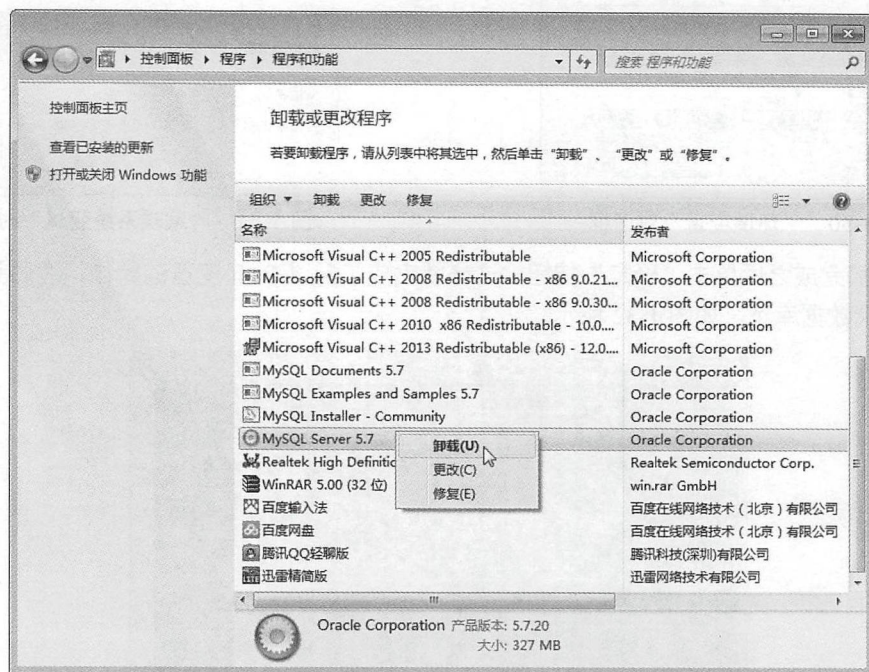 控制面板 ▸ 程序 ▸ 程序和功能
搜索 程序和功能
控制面板主页
查看已安装的更新
打开或关闭 Windows 功能
卸载或更改程序
若要卸载程序，请从列表中将其选中，然后单击“卸载”、“更改”或“修复”。
组织 卸载 更改 修复
名称 发布者
Microsoft Visual C++ 2005 Redistributable Microsoft Corporation
Microsoft Visual C++ 2008 Redistributable - x86 9.0.21... Microsoft Corporation
Microsoft Visual C++ 2008 Redistributable - x86 9.0.30... Microsoft Corporation
Microsoft Visual C++ 2010 x86 Redistributable - 10.0.... Microsoft Corporation
Microsoft Visual C++ 2013 Redistributable (x86) - 12.0.... Microsoft Corporation
MySQL Documents 5.7 Oracle Corporation
MySQL Examples and Samples 5.7 Oracle Corporation
MySQL Installer - Community Oracle Corporation
MySQL Server 5.7 Oracle Corporation
卸载(U)
更改(C)
修复(E)
Realtek High Definitio Realtek Semiconductor Corp.
WinRAR 5.00 (32 位) win.rar GmbH
百度输入法 百度在线网络技术（北京）有限公司
百度网盘 百度在线网络技术（北京）有限公司
腾讯QQ轻聊版 腾讯科技(深圳)有限公司
迅雷精简版 迅雷网络技术有限公司
Oracle Corporation 产品版本: 5.7.20
大小: 327 MB